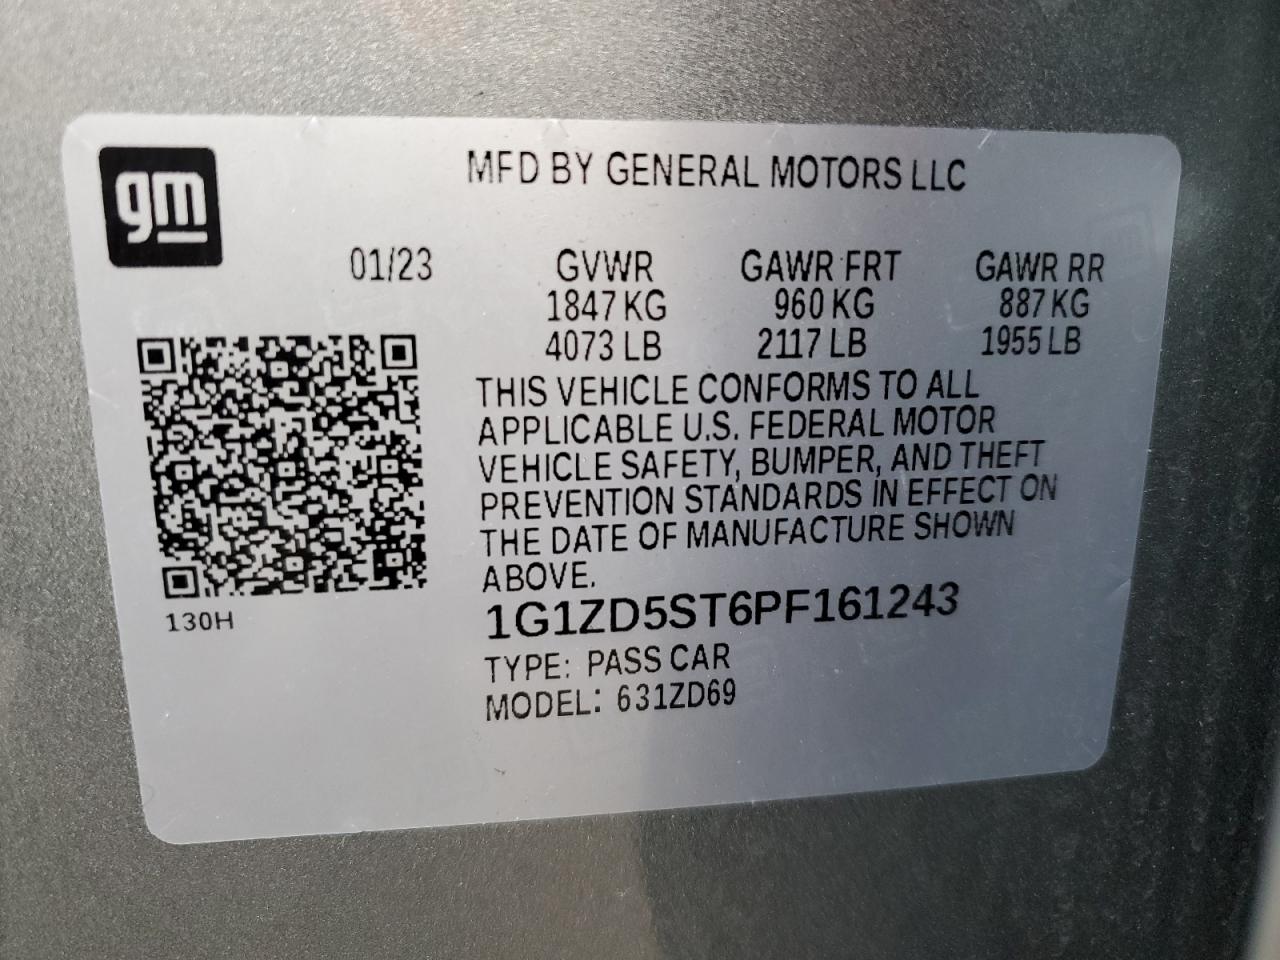 gm
MFD BY GENERAL MOTORS LLC
01/23 GVWR GAWR FRT GAWR RR
1847 KG 960 KG 887 KG
4073 LB 2117 LB 1955 LB
THIS VEHICLE CONFORMS TO ALL
APPLICABLE U.S. FEDERAL MOTOR
VEHICLE SAFETY, BUMPER, AND THEFT
PREVENTION STANDARDS IN EFFECT ON
THE DATE OF MANUFACTURE SHOWN
ABOVE.
130H
1G1ZD5ST6PF161243
TYPE: PASS CAR
MODEL: 631ZD69